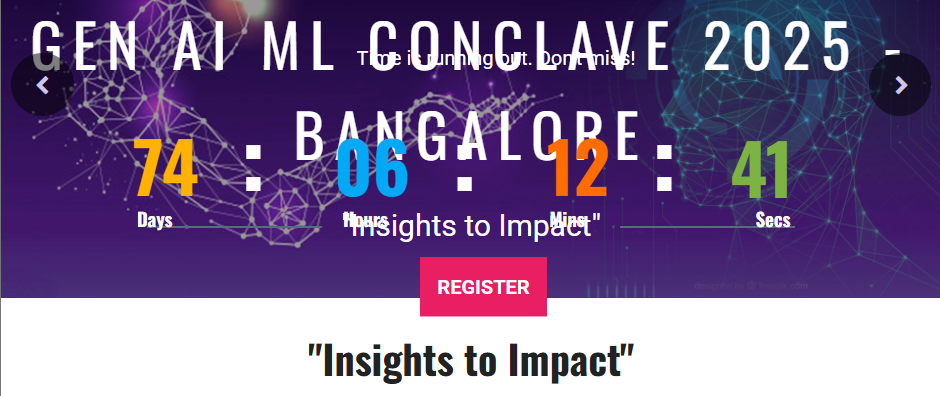 GEN AI ML CONCLAVE 2025 -
Time is running out. Don't miss!
BANGALORE
74 : 06 : 12 : 41
Days Hours Mins Secs
"Insights to Impact"
REGISTER
"Insights to Impact"